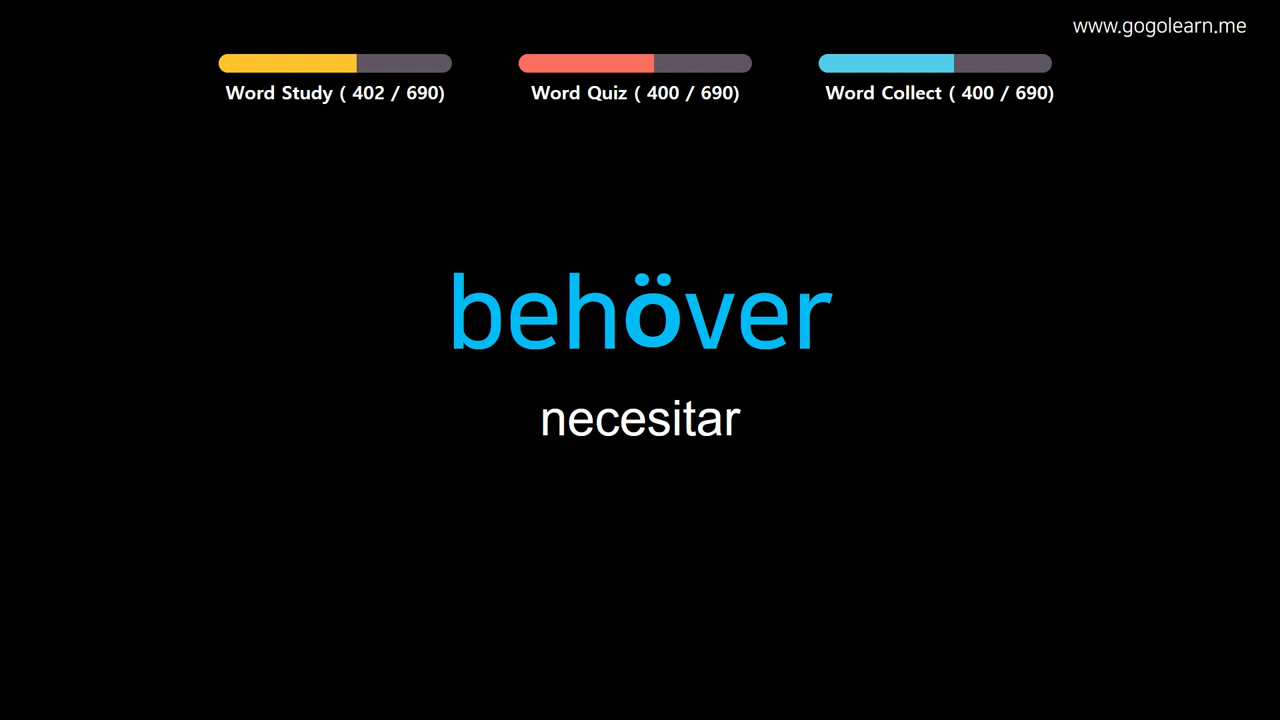 www.gogolearn.me
Word Study ( 402 / 690)
Word Quiz ( 400 / 690)
Word Collect ( 400 / 690)
behöver
necesitar